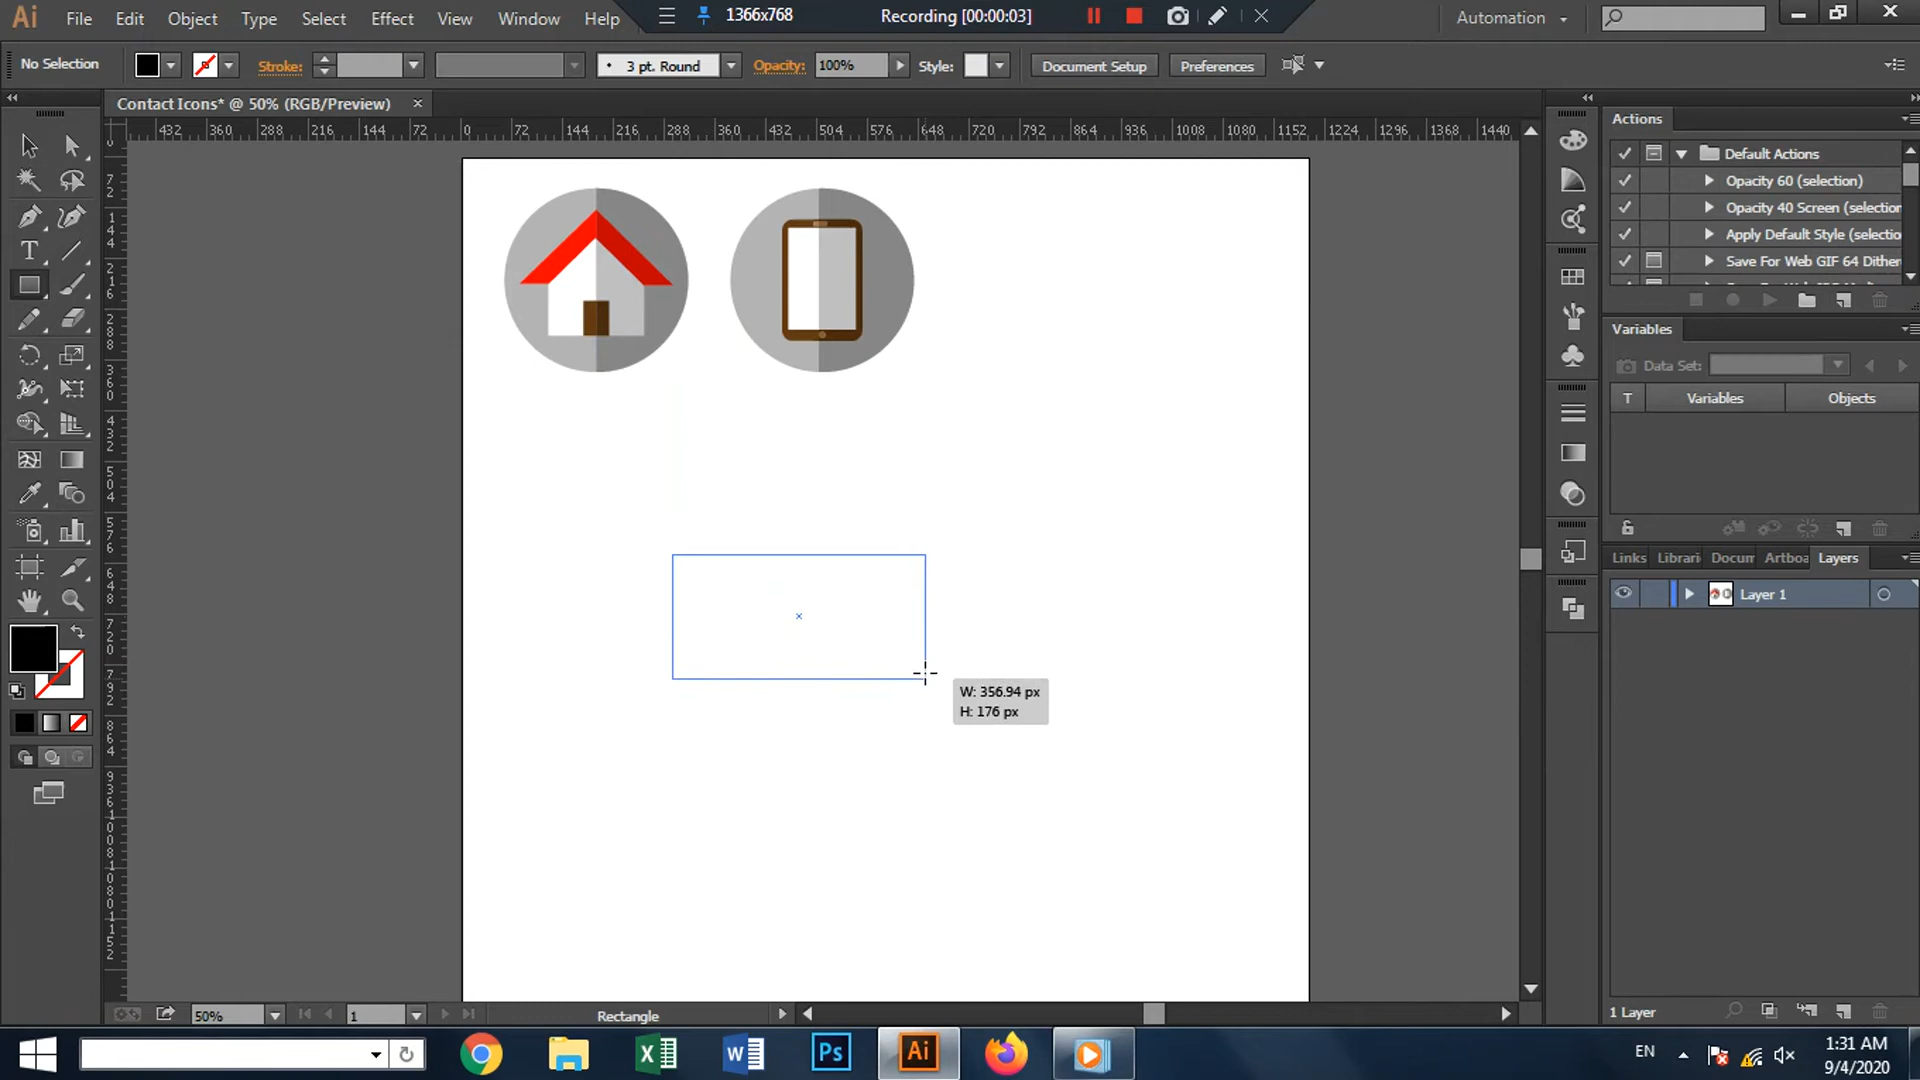 Ai File Edit Object Type Select Effect View Window Help
1366x768 Recording [00:00:03]
Automation
No Selection Stroke: 3 pt. Round Opacity: 100% Style: Document Setup Preferences
Contact Icons* @ 50% (RGB/Preview)
432 360 288 216 144 72 0 72 144 216 288 360 432 504 576 648 720 792 864 936 1008 1080 1152 1224 1296 1368 1440
Actions
Default Actions
Opacity 60 (selection)
Opacity 40 Screen (selection
Apply Default Style (selectio
Save For Web GIF 64 Dither
Variables
Data Set:
T Variables Objects
W: 356.94 px
H: 176 px
Links Librari Docum Artboa Layers
Layer 1
1 Layer
50% 1 Rectangle
Ps Ai
EN
1:31 AM
9/4/2020